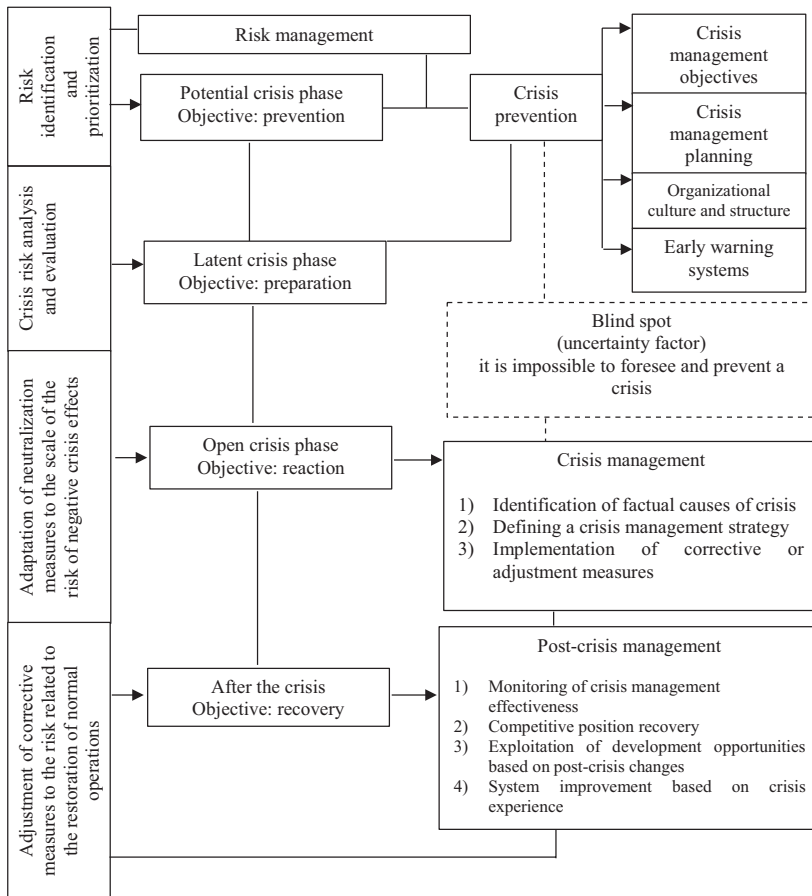 Risk
identification
and
prioritization
Risk management
Potential crisis phase
Objective: prevention
Crisis
prevention
Crisis
management
objectives
Crisis
management
planning
Organizational
culture and structure
Early warning
systems
Crisis risk analysis
and evaluation
Latent crisis phase
Objective: preparation
Blind spot
(uncertainty factor)
it is impossible to foresee and prevent a
crisis
Adaptation of neutralization
measures to the scale of the
risk of negative crisis effects
Open crisis phase
Objective: reaction
Crisis management
1) Identification of factual causes of crisis
2) Defining a crisis management strategy
3) Implementation of corrective or
adjustment measures
Adjustment of corrective
measures to the risk related to
the restoration of normal
operations
After the crisis
Objective: recovery
Post-crisis management
1) Monitoring of crisis management
effectiveness
2) Competitive position recovery
3) Exploitation of development opportunities
based on post-crisis changes
4) System improvement based on crisis
experience